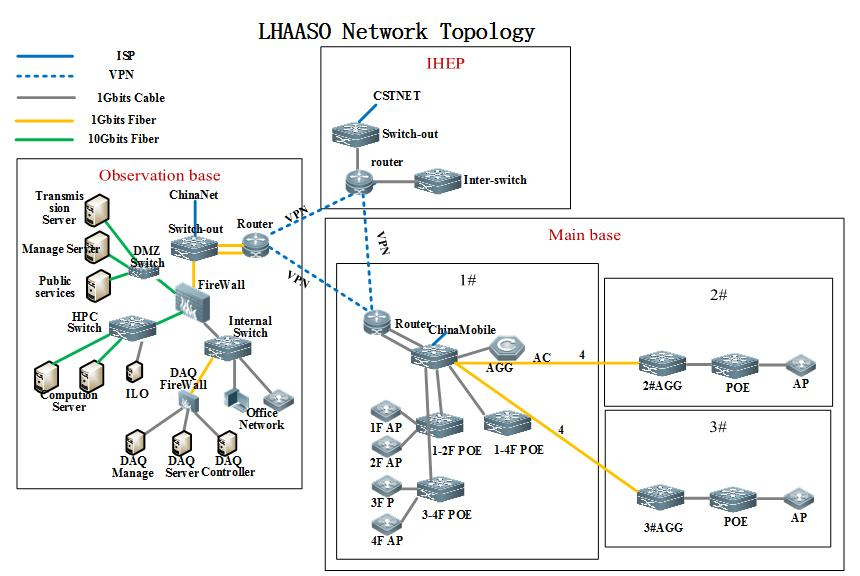 LHAASO Network Topology
ISP
VPN
1Gbits Cable
1Gbits Fiber
10Gbits Fiber
IHEP
CSTNET
Switch-out
router
Inter-switch
Observation base
Transmis
sion
Server
ChinaNet
Switch-out
Router
VPN
VPN
VPN
Manage Server
DMZ
Switch
Public
services
FireWall
HPC
Switch
Internal
Switch
Compution
Server
ILO
DAQ
FireWall
Office
Network
DAQ
Manage
DAQ
Server
DAQ
Controller
Main base
1#
Router
ChinaMobile
AGG
AC
4
4
1F AP
2F AP
1-2F POE
1-4F POE
3F P
4F AP
3-4F POE
2#
2#AGG
POE
AP
3#
3#AGG
POE
AP